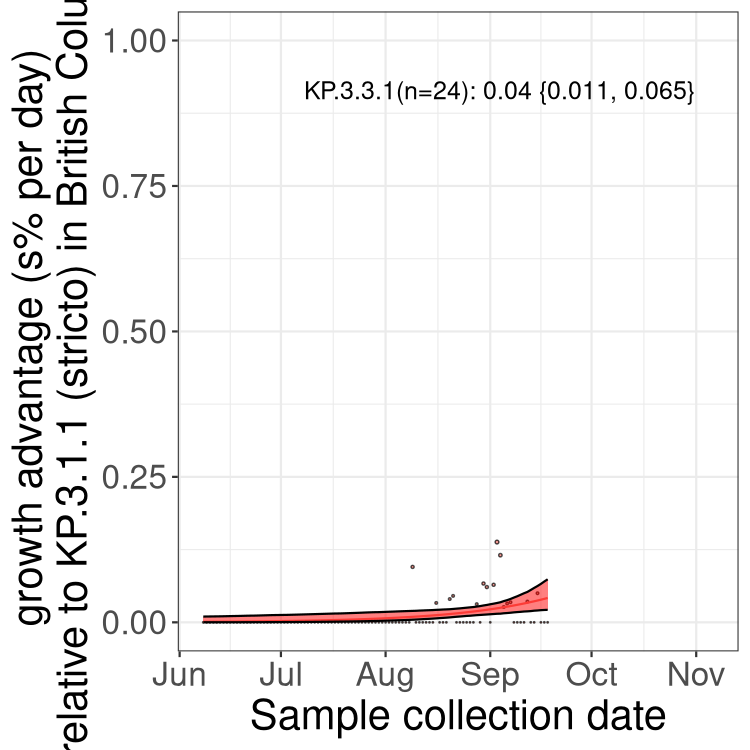 growth advantage (s% per day)
relative to KP.3.1.1 (stricto) in British Colu
1.00
0.75
0.50
0.25
0.00
KP.3.3.1(n=24): 0.04 {0.011, 0.065}
Jun Jul Aug Sep Oct Nov
Sample collection date